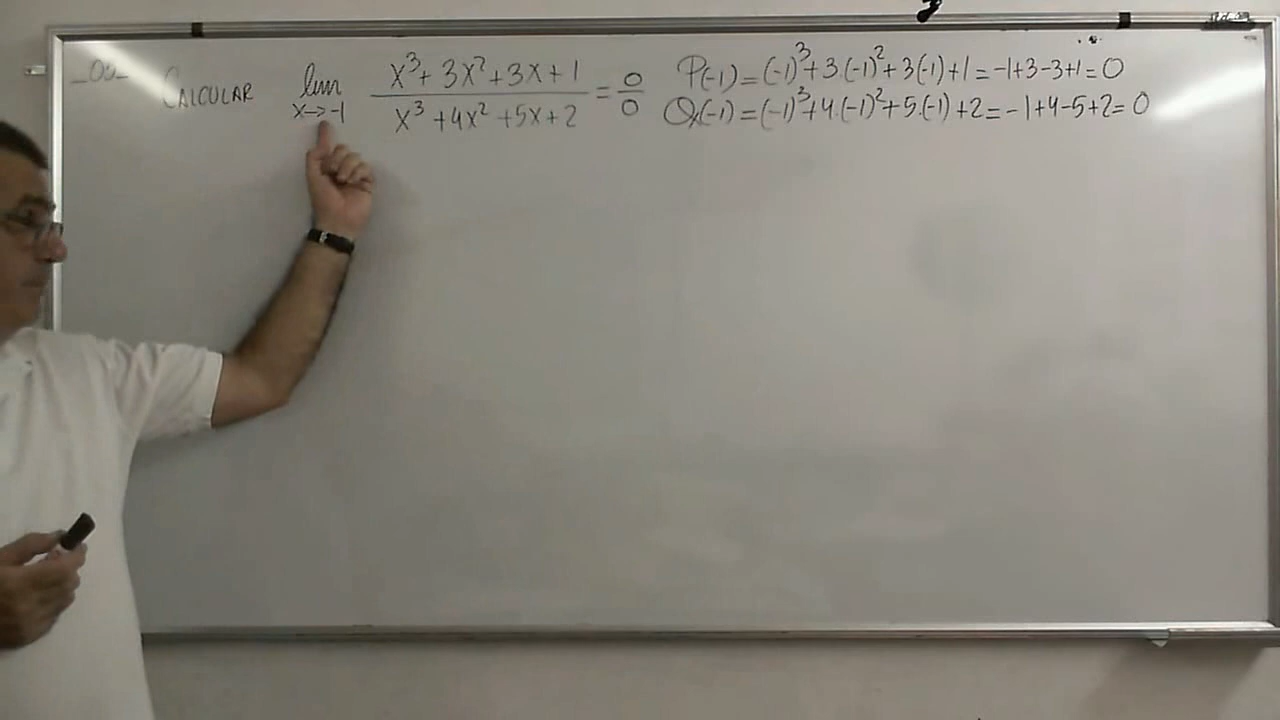 CALCULAR lim x→-1 (x³+3x²+3x+1)/(x³+4x²+5x+2) = 0/0
P(-1)=(-1)³+3·(-1)²+3(-1)+1=-1+3-3+1=0
Q(-1)=(-1)³+4·(-1)²+5·(-1)+2=-1+4-5+2=0